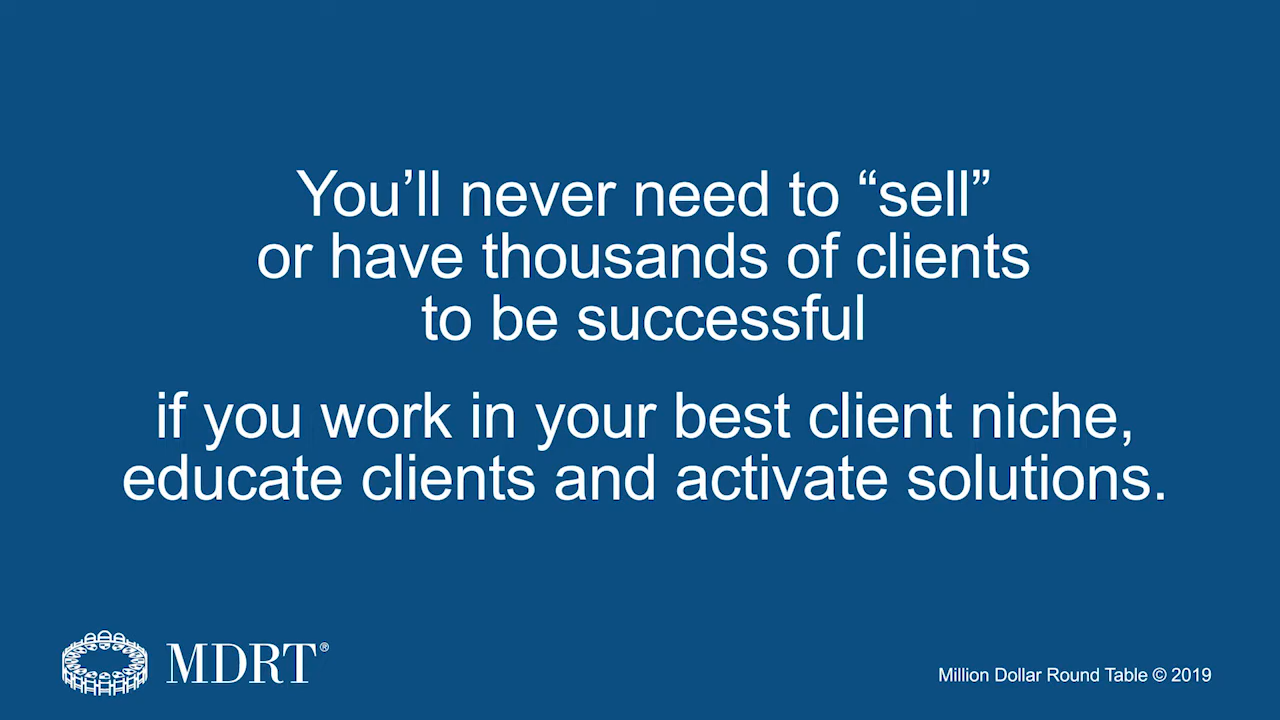 You’ll never need to “sell”
or have thousands of clients
to be successful
if you work in your best client niche,
educate clients and activate solutions.
MDRT®
Million Dollar Round Table © 2019